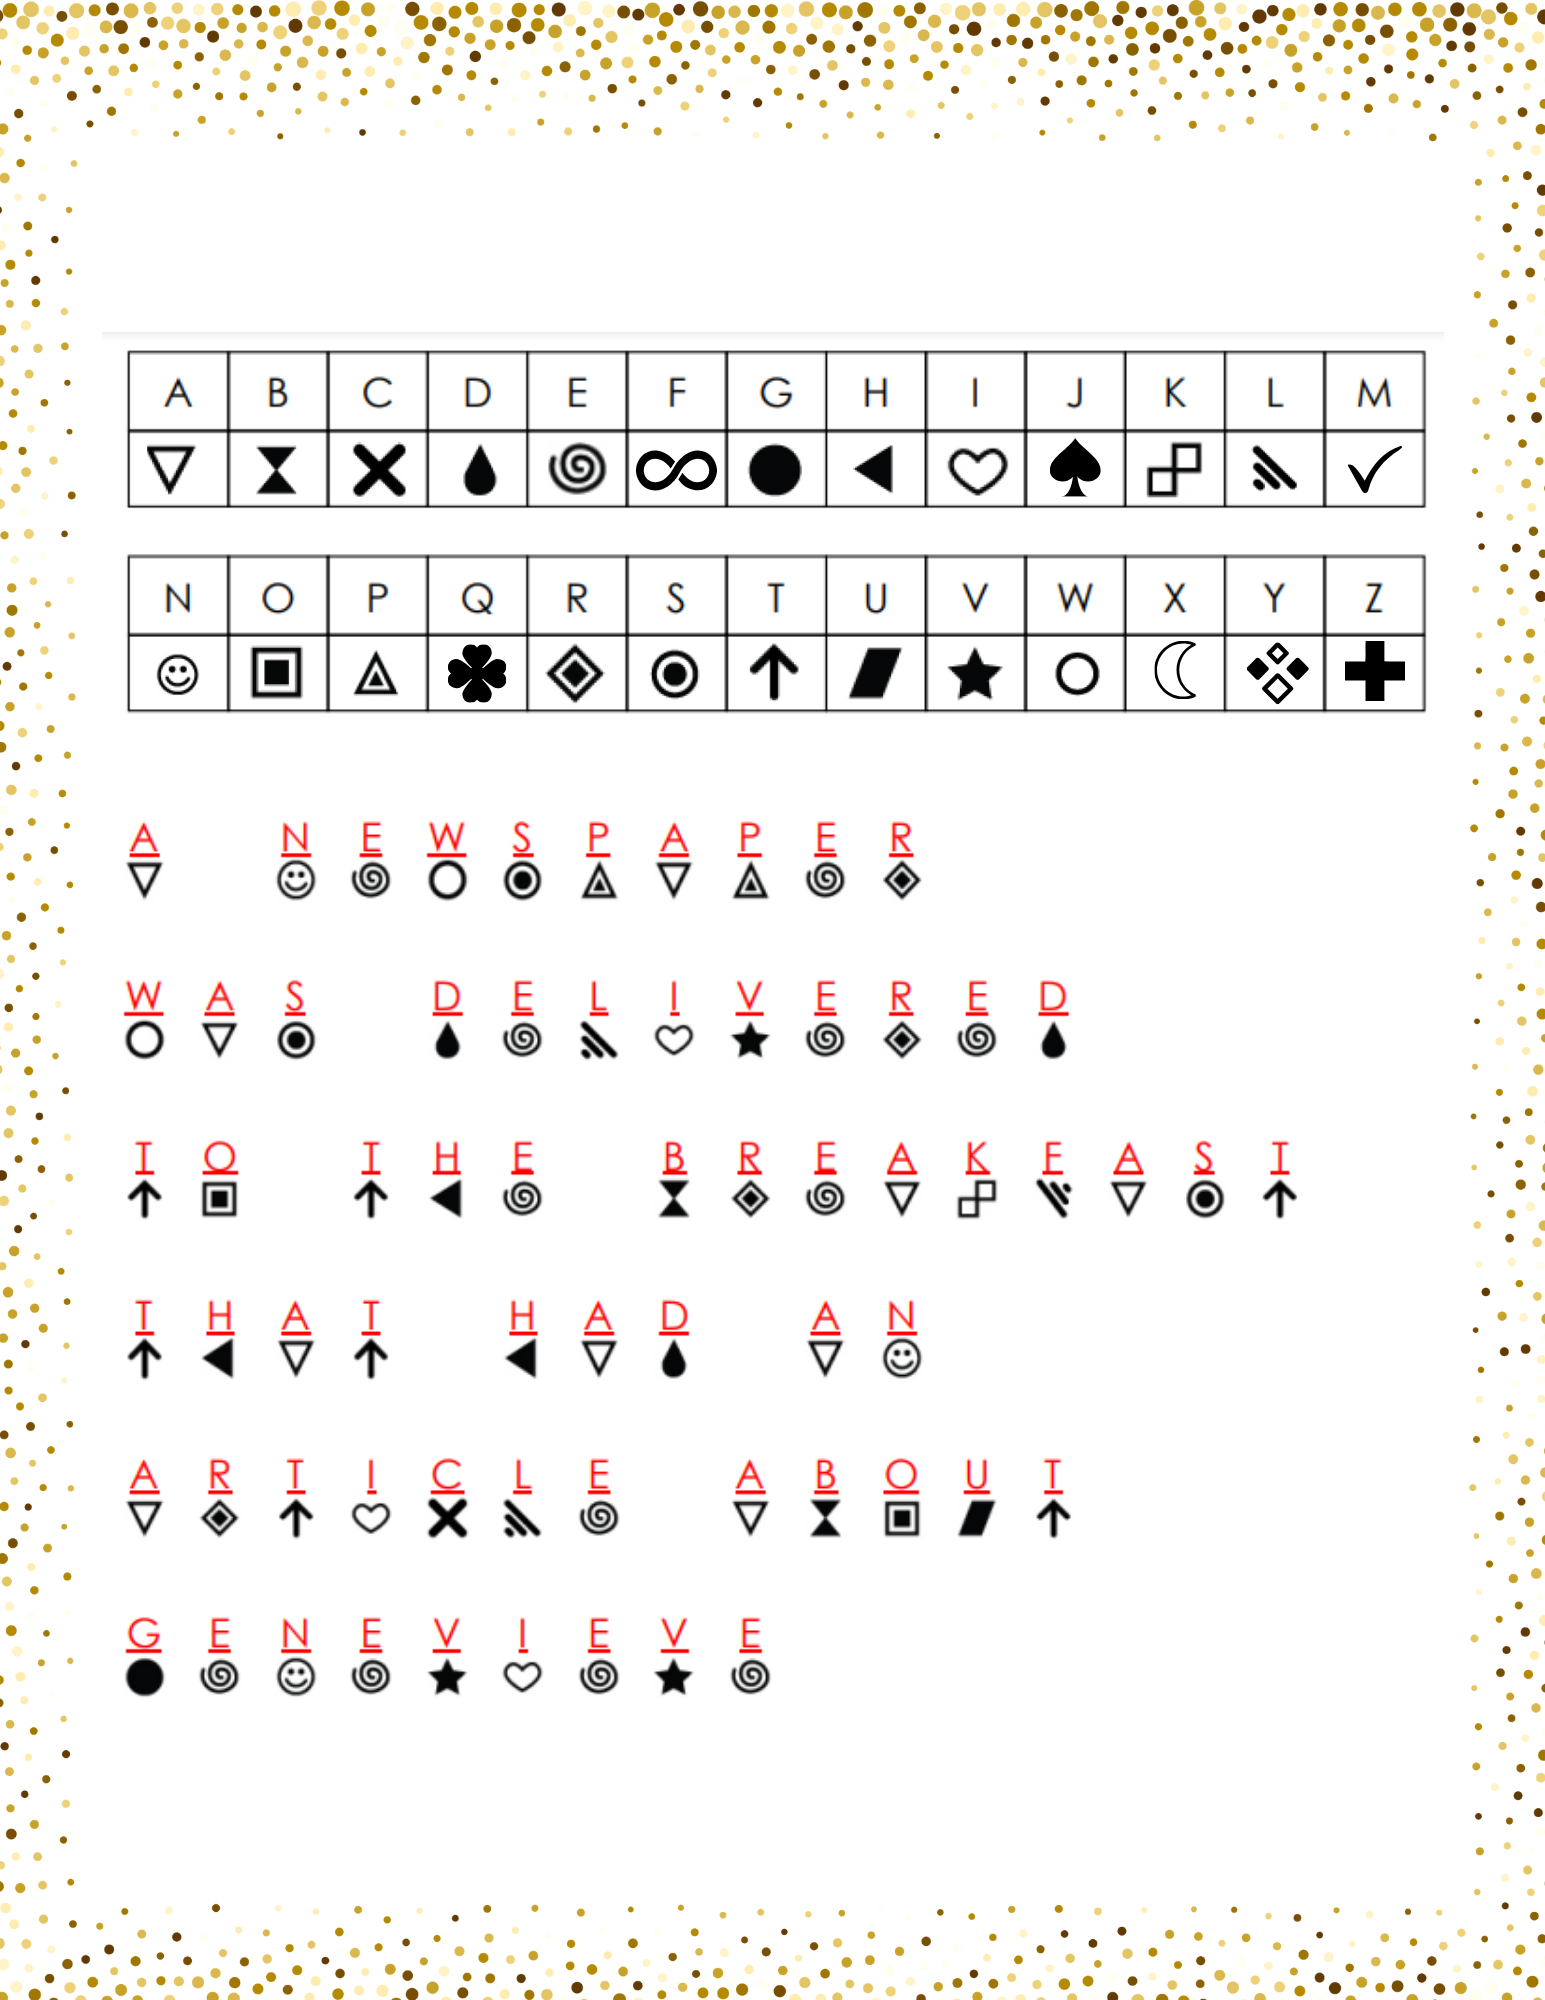 A B C D E F G H I J K L M
N O P Q R S T U V W X Y Z
A NEWSPAPER
WAS DELIVERED
TO THE BREAKFAST
THAT HAD AN
ARTICLE ABOUT
GENEVIEVE